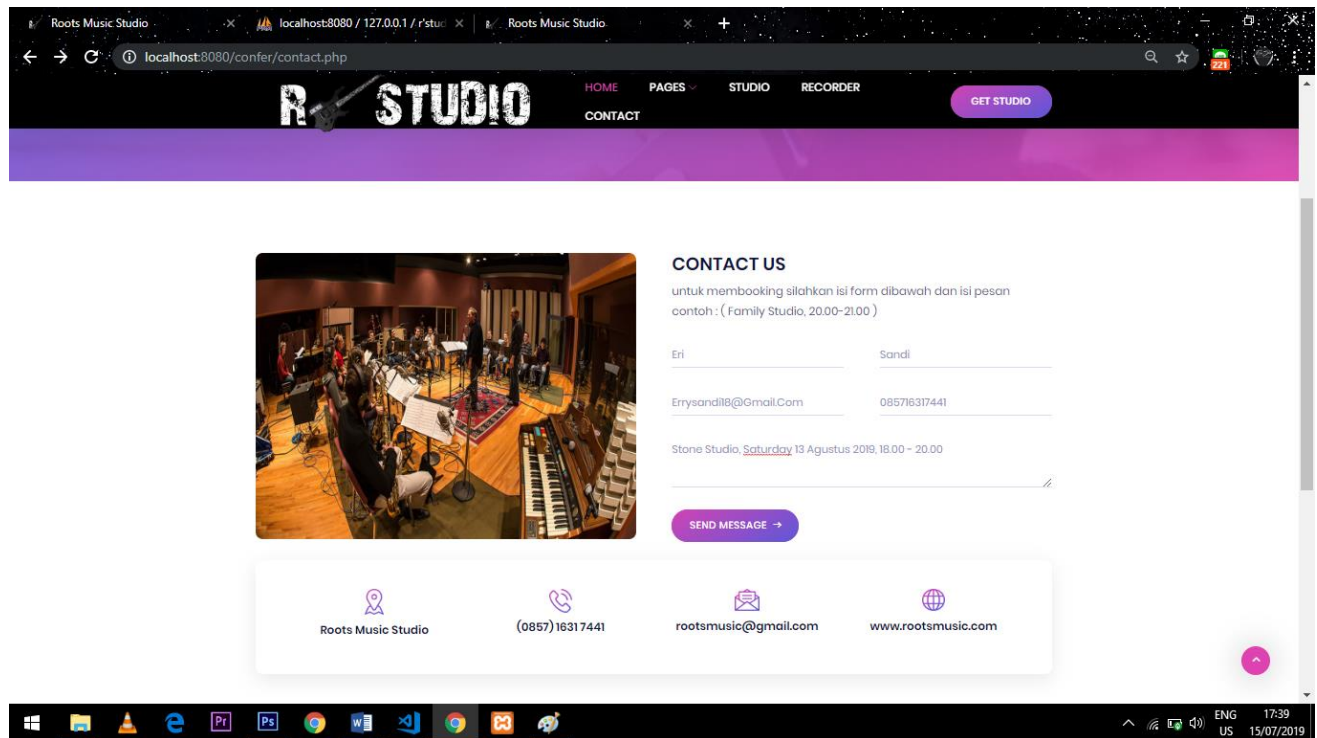 Roots Music Studio
localhost:8080 / 127.0.0.1 / r'stud
Roots Music Studio
localhost:8080/confer/contact.php
221
R STUDIO
HOME PAGES STUDIO RECORDER
CONTACT
GET STUDIO
CONTACT US
untuk membooking silahkan isi form dibawah dan isi pesan
contoh : ( Family Studio, 20.00-21.00 )
Eri Sandi
Errysandi18@Gmail.Com 085716317441
Stone Studio, Saturday 13 Agustus 2019, 18.00 - 20.00
SEND MESSAGE →
Roots Music Studio (0857) 1631 7441 rootsmusic@gmail.com www.rootsmusic.com
Pr Ps W
ENG 17:39
US 15/07/2019